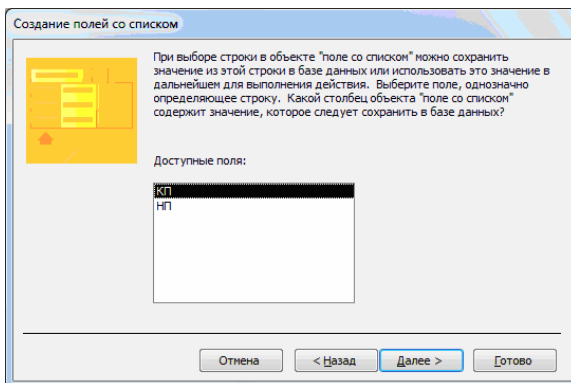 Создание полей со списком
При выборе строки в объекте "поле со списком" можно сохранить
значение из этой строки в базе данных или использовать это значение в
дальнейшем для выполнения действия. Выберите поле, однозначно
определяющее строку. Какой столбец объекта "поле со списком"
содержит значение, которое следует сохранить в базе данных?
Доступные поля:
КП
НП
Отмена
< Назад
Далее >
Готово